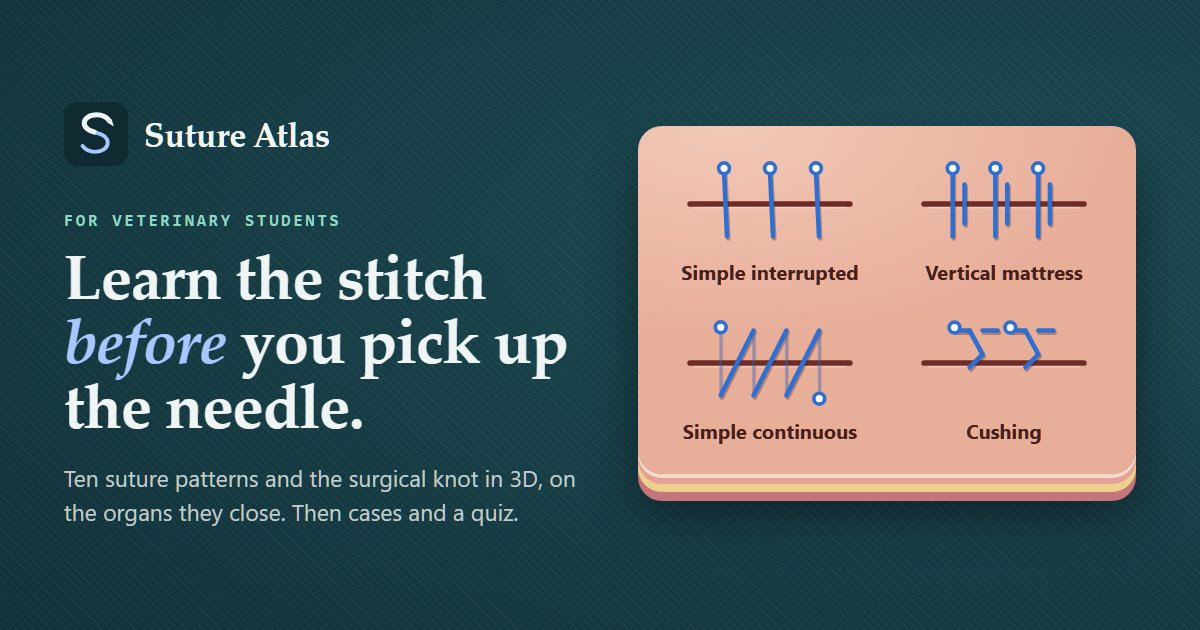 Suture Atlas
FOR VETERINARY STUDENTS
Learn the stitch
before you pick up
the needle.
Ten suture patterns and the surgical knot in 3D, on
the organs they close. Then cases and a quiz.
Simple interrupted
Vertical mattress
Simple continuous
Cushing